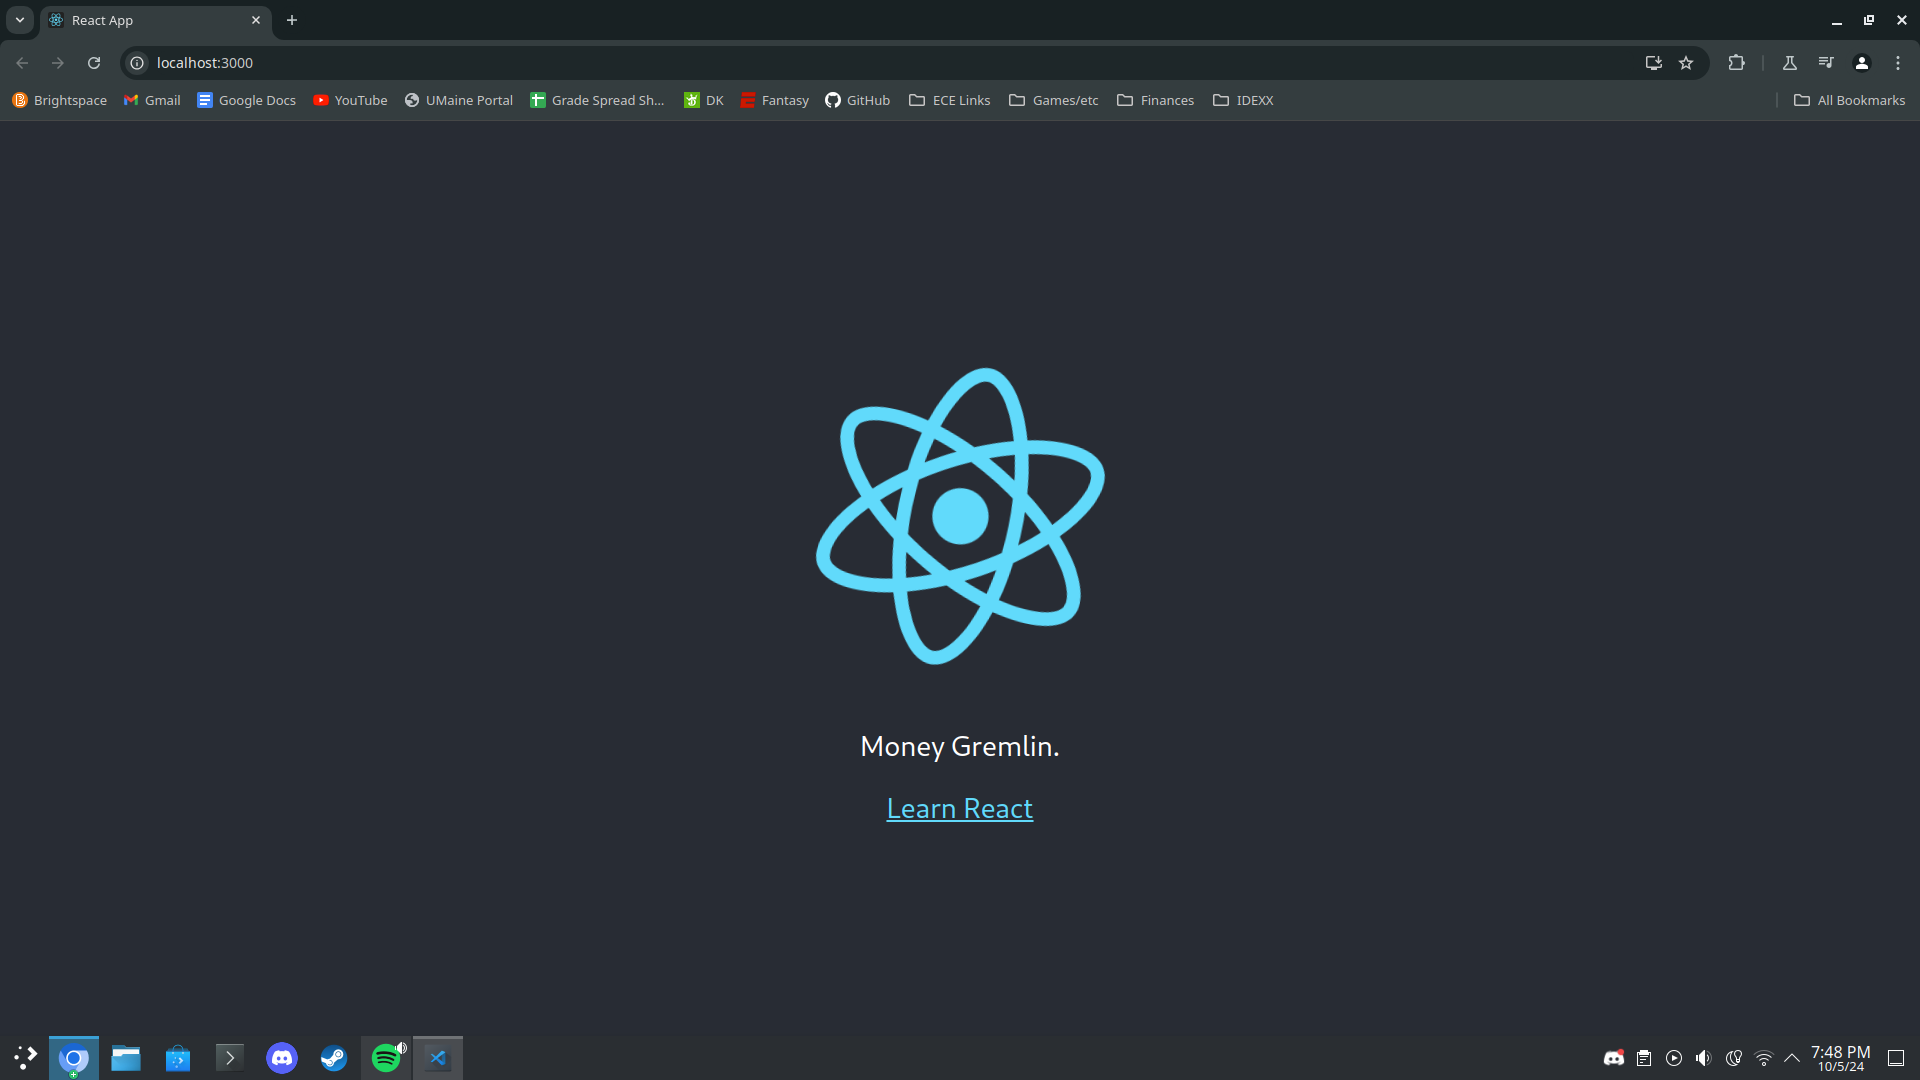 React App
localhost:3000
Brightspace Gmail Google Docs YouTube UMaine Portal Grade Spread Sh... DK Fantasy GitHub ECE Links Games/etc Finances IDEXX All Bookmarks
Money Gremlin.
Learn React
7:48 PM
10/5/24